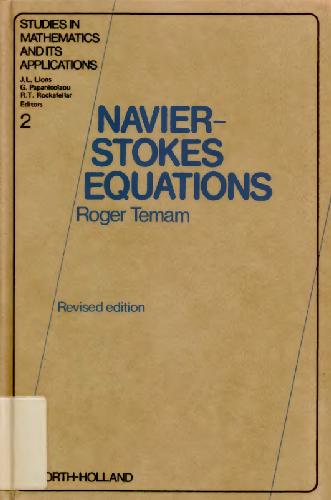 STUDIES IN
MATHEMATICS
AND ITS
APPLICATIONS
J.L. Lions
G. Papanicolaou
R.T. Rockafellar
Editors
2
NAVIER–
STOKES
EQUATIONS
Roger Temam
Revised edition
ORTH-HOLLAND